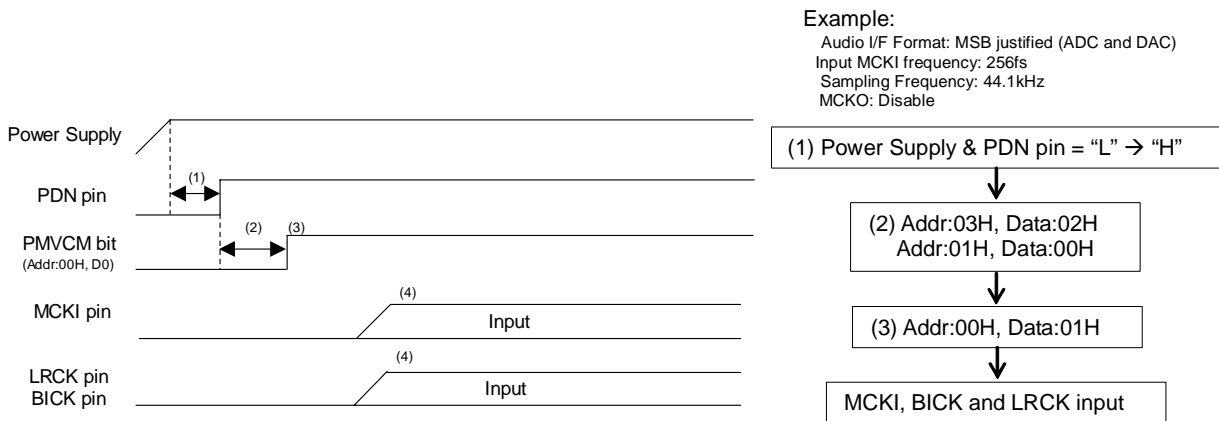 Example:
Audio I/F Format: MSB justified (ADC and DAC)
Input MCKI frequency: 256fs
Sampling Frequency: 44.1kHz
MCKO: Disable
Power Supply
(1)
PDN pin
(2)
(3)
PMVCM bit
(Addr:00H, D0)
(4)
MCKI pin
Input
(4)
LRCK pin
BICK pin
Input
(1) Power Supply & PDN pin = “L” → “H”
(2) Addr:03H, Data:02H
Addr:01H, Data:00H
(3) Addr:00H, Data:01H
MCKI, BICK and LRCK input